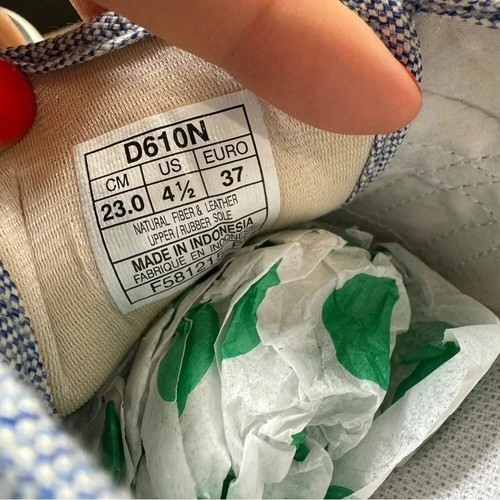 D610N
CM US EURO
23.0 4½ 37
NATURAL FIBER & LEATHER
UPPER / RUBBER SOLE
MADE IN INDONESIA
FABRIQUE EN INDONESIE